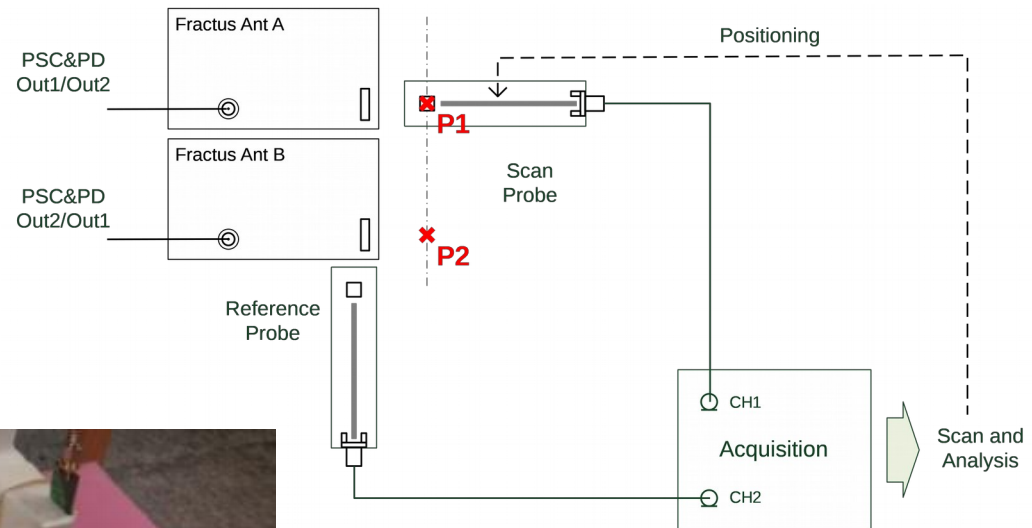 Fractus Ant A
PSC&PD
Out1/Out2
Positioning
P1
Fractus Ant B
Scan
Probe
PSC&PD
Out2/Out1
P2
Reference
Probe
CH1
Acquisition
Scan and
Analysis
CH2